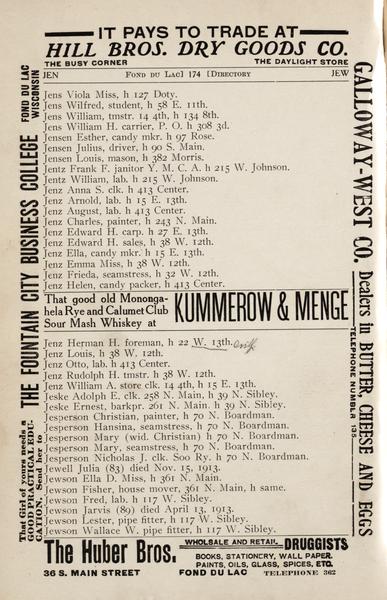 IT PAYS TO TRADE AT
HILL BROS. DRY GOODS CO.
THE BUSY CORNER THE DAYLIGHT STORE
JEN FOND DU LAC] 174 [DIRECTORY JEW
Jens Viola Miss, h 127 Doty.
Jens Wilfred, student, h 58 E. 11th.
Jens William, tmstr. 14 4th, h 134 8th.
Jens William H. carrier, P. O. h 308 3d.
Jensen Esther, candy mkr. h 97 Rose.
Jensen Julius, driver, h 90 S. Main.
Jensen Louis, mason, h 382 Morris.
Jentz Frank F. janitor Y. M. C. A. h 215 W. Johnson.
Jentz William, lab. h 215 W. Johnson.
Jenz Anna S. clk. h 413 Center.
Jenz Arnold, lab. h 15 E. 13th.
Jenz August, lab. h 413 Center.
Jenz Charles, painter, h 243 N. Main.
Jenz Edward H. carp. h 27 E. 13th.
Jenz Edward H. sales, h 38 W. 12th.
Jenz Ella, candy mkr. h 15 E. 13th.
Jenz Emma Miss, h 38 W. 12th.
Jenz Frieda, seamstress, h 32 W. 12th.
Jenz Helen, candy packer, h 413 Center.
That good old Mononga-
hela Rye and Calumet Club
Sour Mash Whiskey at
KUMMEROW & MENGE
Jenz Herman H. foreman, h 22 W. 13th.
Jenz Louis, h 38 W. 12th.
Jenz Otto, lab. h 413 Center.
Jenz Rudolph H. tmstr. h 38 W. 12th.
Jenz William A. store clk. 14 4th, h 15 E. 13th.
Jeske Adolph E. clk. 258 N. Main, h 39 N. Sibley.
Jeske Ernest, barkpr. 261 N. Main. h 39 N. Sibley.
Jesperson Christian, painter, h 70 N. Boardman.
Jesperson Hansina, seamstress, h 70 N. Boardman.
Jesperson Mary (wid. Christian) h 70 N. Boardman.
Jesperson Mary, seamstress, h 70 N. Boardman.
Jesperson Nicholas J. clk. Soo Ry. h 70 N. Boardman.
Jewell Julia (83) died Nov. 15, 1913.
Jewson Ella D. Miss, h 361 N. Main.
Jewson Fisher, house mover, 361 N. Main, h same.
Jewson Fred, lab. h 117 W. Sibley.
Jewson Jarvis (89) died April 13, 1913.
Jewson Lester, pipe fitter, h 117 W. Sibley.
Jewson Wallace W. pipe fitter, h 117 W. Sibley.
The Huber Bros. WHOLSALE AND RETAIL DRUGGISTS
BOOKS, STATIONERY, WALL PAPER.
PAINTS, OILS, GLASS, SPICES, ETC.
36 S. MAIN STREET FOND DU LAC TELEPHONE 362
That Girl of yours needs a
GOOD PRACTICAL EDU-
CATION. Send her to
THE FOUNTAIN CITY BUSINESS COLLEGE
FOND DU LAC
WISCONSIN
GALLOWAY-WEST CO. Dealers in BUTTER CHEESE AND EGGS
TELEPHONE NUMBER 135